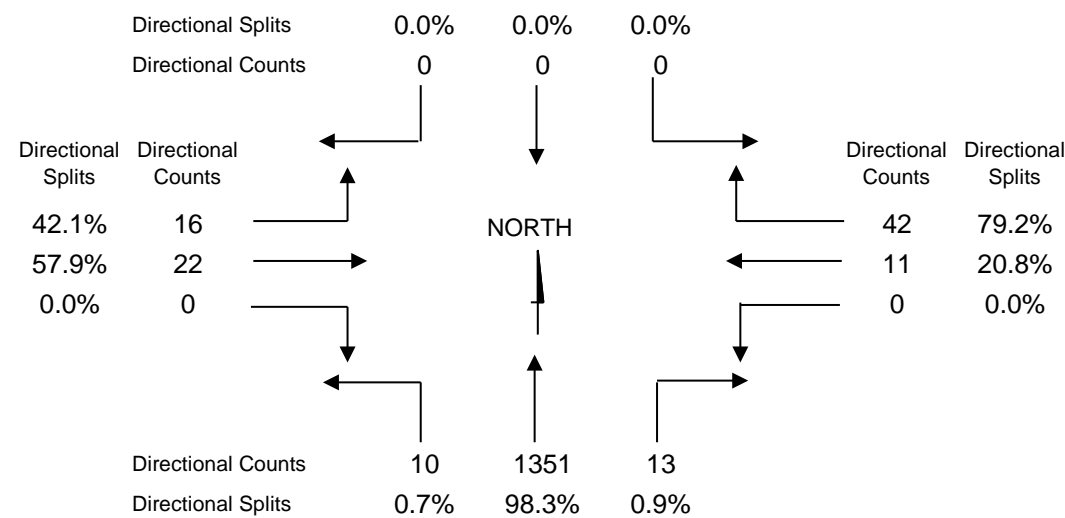 Directional Splits 0.0% 0.0% 0.0%
Directional Counts 0 0 0
Directional Splits Directional Counts
42.1% 16
57.9% 22
0.0% 0
NORTH
Directional Counts Directional Splits
42 79.2%
11 20.8%
0 0.0%
Directional Counts 10 1351 13
Directional Splits 0.7% 98.3% 0.9%